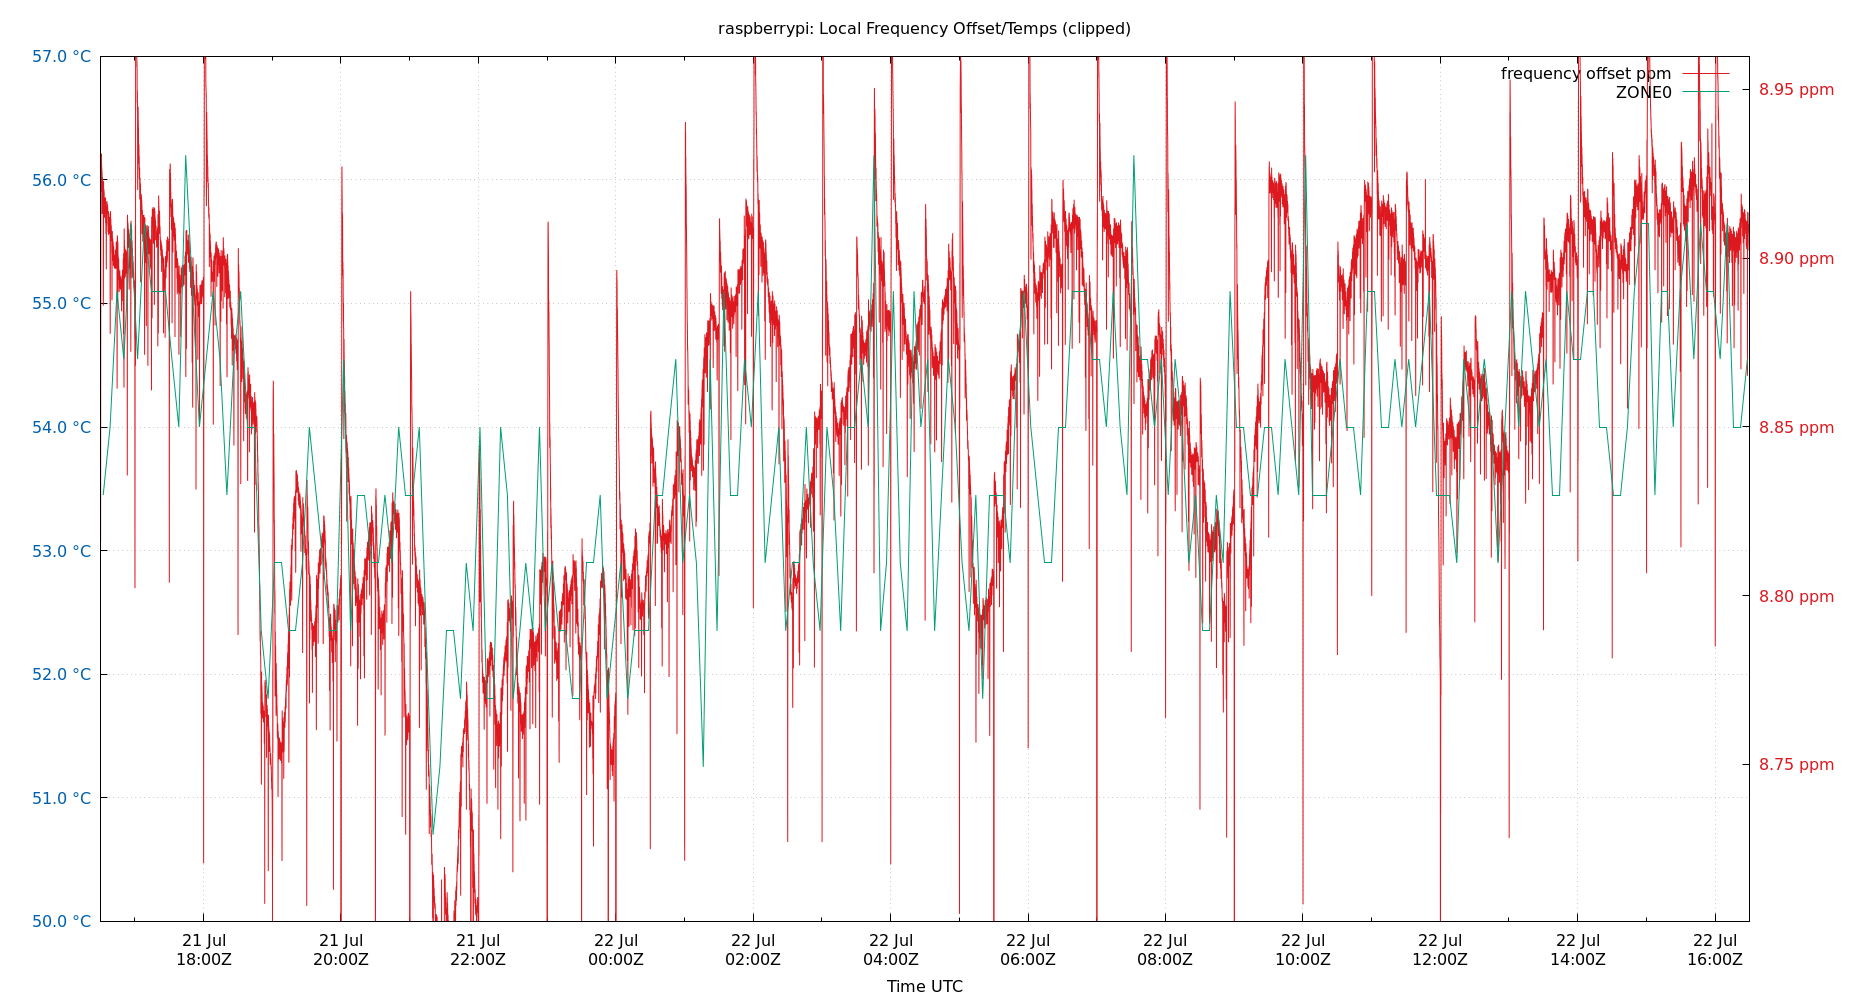 raspberrypi: Local Frequency Offset/Temps (clipped)
57.0 °C
56.0 °C
55.0 °C
54.0 °C
53.0 °C
52.0 °C
51.0 °C
50.0 °C
frequency offset ppm
ZONE0
8.95 ppm
8.90 ppm
8.85 ppm
8.80 ppm
8.75 ppm
21 Jul
18:00Z
21 Jul
20:00Z
21 Jul
22:00Z
22 Jul
00:00Z
22 Jul
02:00Z
22 Jul
04:00Z
22 Jul
06:00Z
22 Jul
08:00Z
22 Jul
10:00Z
22 Jul
12:00Z
22 Jul
14:00Z
22 Jul
16:00Z
Time UTC